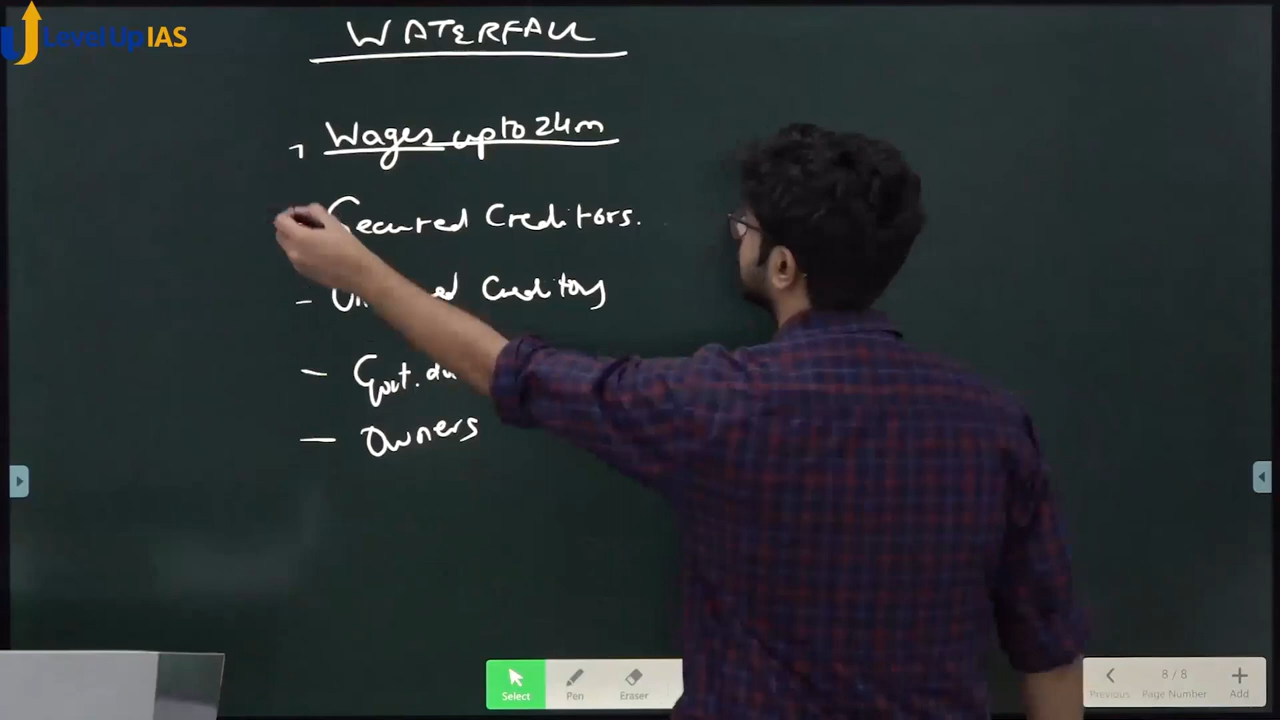 LevelUp IAS
WATERFALL
Wages upto 24m
Secured Creditors.
Creditors
Govt.
Owners
Select
Pen
Eraser
8 / 8
Previous
Page Number
Add